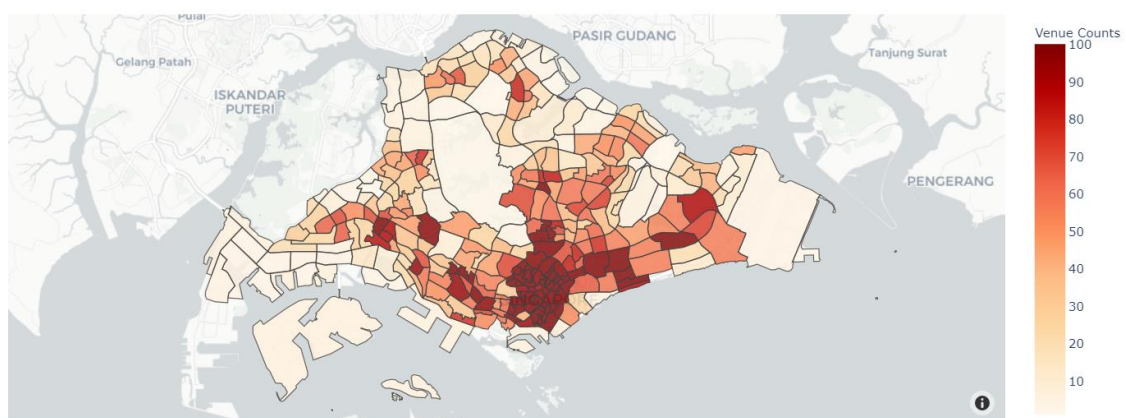 Pulai
PASIR GUDANG
Venue Counts
100
Gelang Patah
Tanjung Surat
90
ISKANDAR
PUTERI
80
70
60
PENGERANG
50
40
30
20
10
i